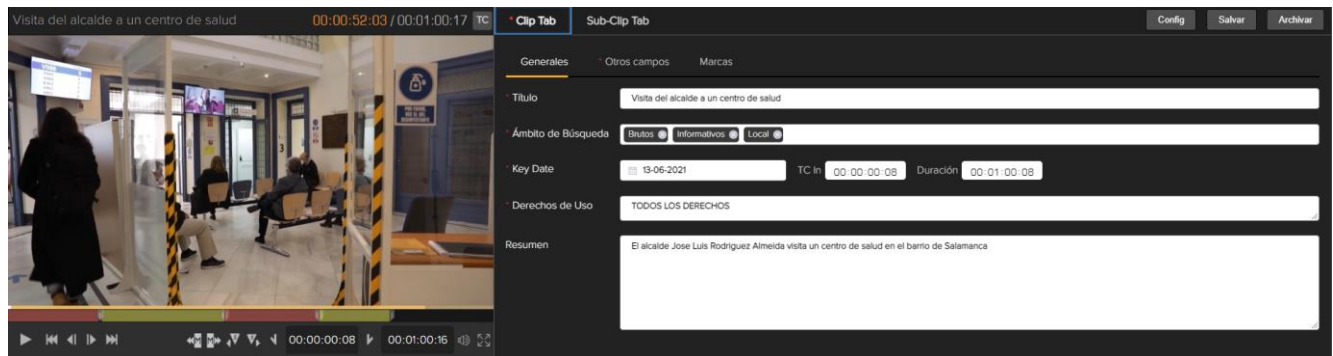 Visita del alcalde a un centro de salud 00:00:52:03 / 00:01:00:17 TC
* Clip Tab Sub-Clip Tab Config Salvar Archivar
Generales * Otros campos Marcas
* Título Visita del alcalde a un centro de salud
* Ámbito de Búsqueda Brutos Informativos Local
* Key Date 13-06-2021 TC In 00:00:00:08 Duración 00:01:00:08
* Derechos de Uso TODOS LOS DERECHOS
Resumen El alcalde Jose Luis Rodriguez Almeida visita un centro de salud en el barrio de Salamanca
3
00:00:00:08 00:01:00:16